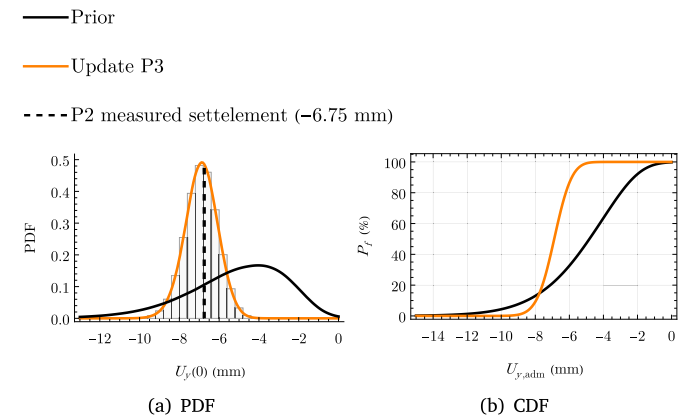 Prior
Update P3
P2 measured settelement (−6.75 mm)
0.5
0.4
0.3
0.2
0.1
0.0
PDF
−12 −10 −8 −6 −4 −2 0
U_y(0) (mm)
(a) PDF
100
80
60
40
20
0
P_f (%)
−14 −12 −10 −8 −6 −4 −2 0
U_y,adm (mm)
(b) CDF